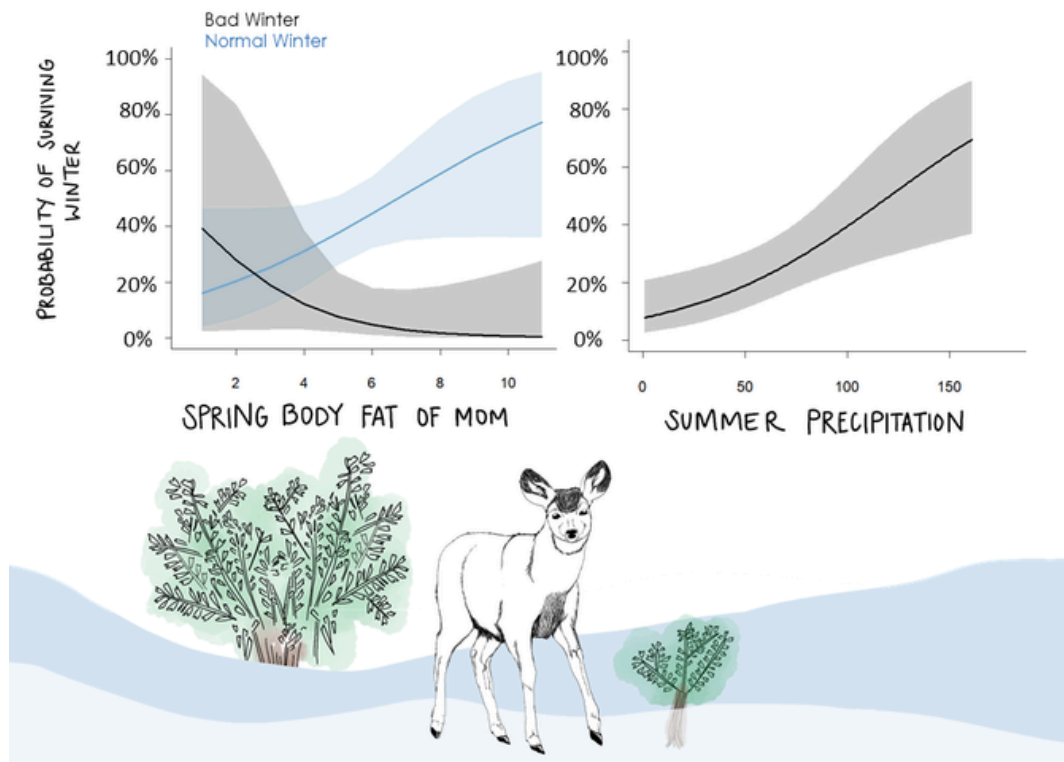 Bad Winter
Normal Winter
PROBABILITY OF SURVIVING
WINTER
100%
80%
60%
40%
20%
0%
2 4 6 8 10
SPRING BODY FAT OF MOM
100%
80%
60%
40%
20%
0%
0 50 100 150
SUMMER PRECIPITATION